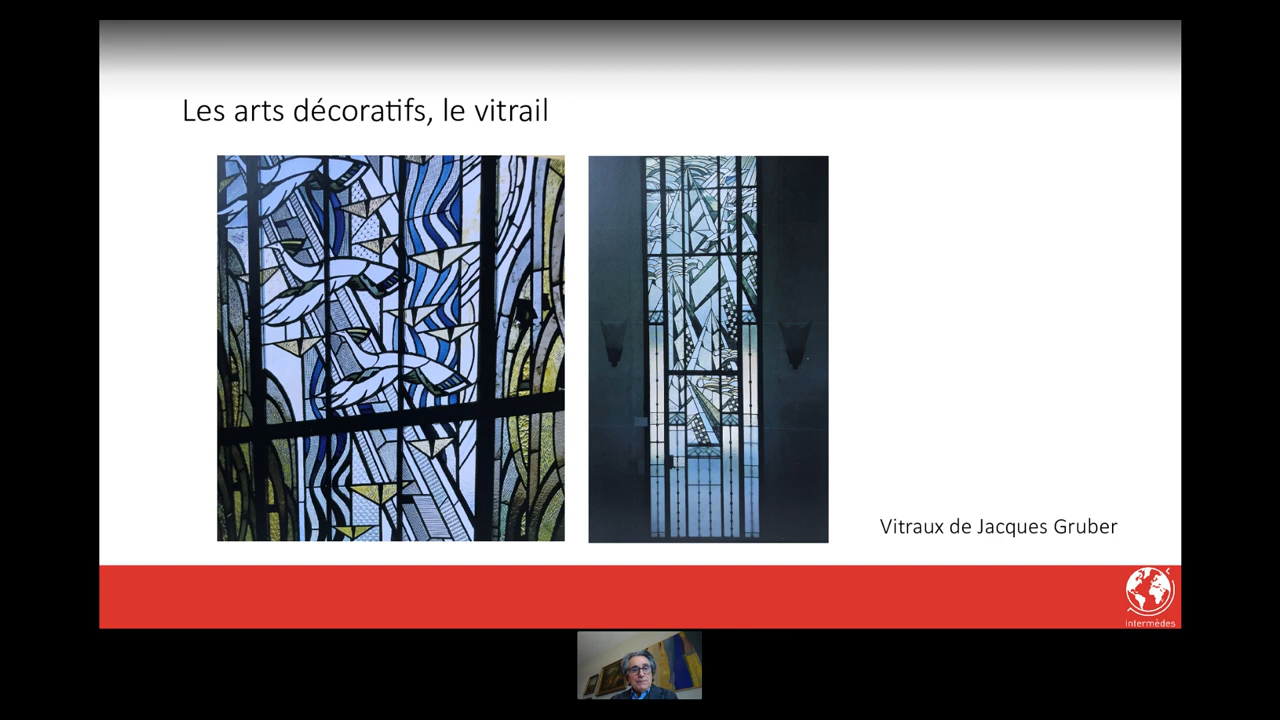 Les arts décoratifs, le vitrail
Vitraux de Jacques Gruber
intermèdes